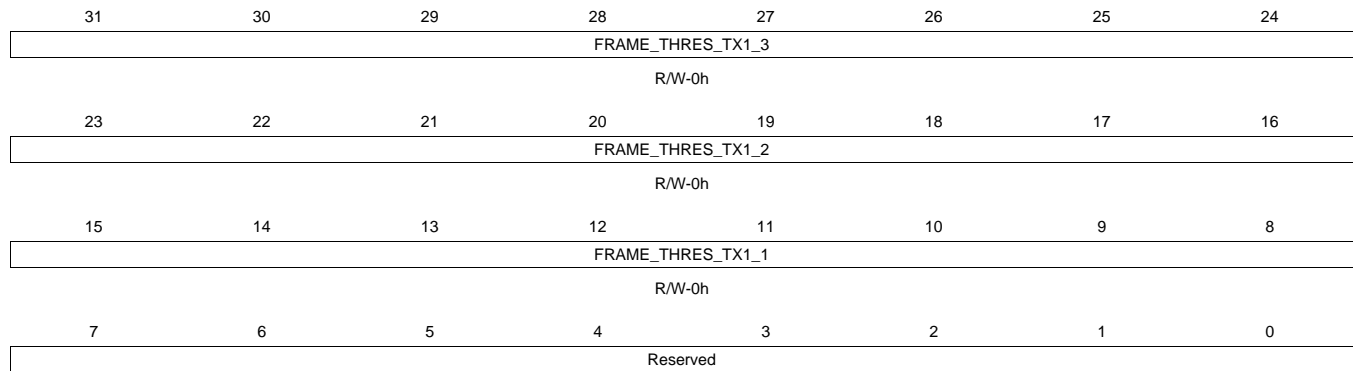 31 30 29 28 27 26 25 24
FRAME_THRES_TX1_3
R/W-0h
23 22 21 20 19 18 17 16
FRAME_THRES_TX1_2
R/W-0h
15 14 13 12 11 10 9 8
FRAME_THRES_TX1_1
R/W-0h
7 6 5 4 3 2 1 0
Reserved